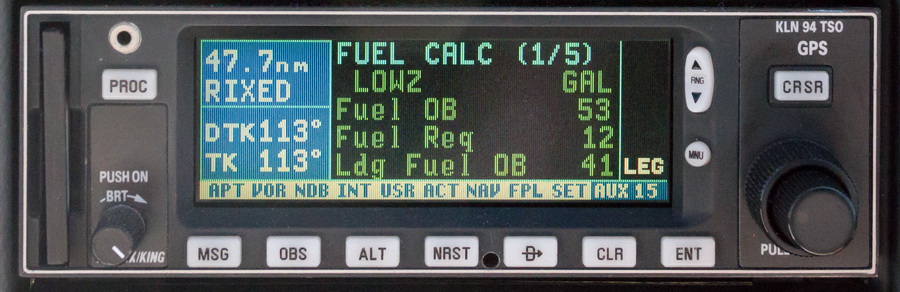 KLN 94 TSO
GPS
PROC
PUSH ON
BRT
/KING
47.7nm
RIXED
DTK113°
TK 113°
FUEL CALC (1/5)
LOWZ GAL
Fuel OB 53
Fuel Req 12
Ldg Fuel OB 41
LEG
APT VOR NDB INT USR ACT NAV FPL SET AUX 15
RNG
MNU
CRSR
MSG OBS ALT NRST D CLR ENT